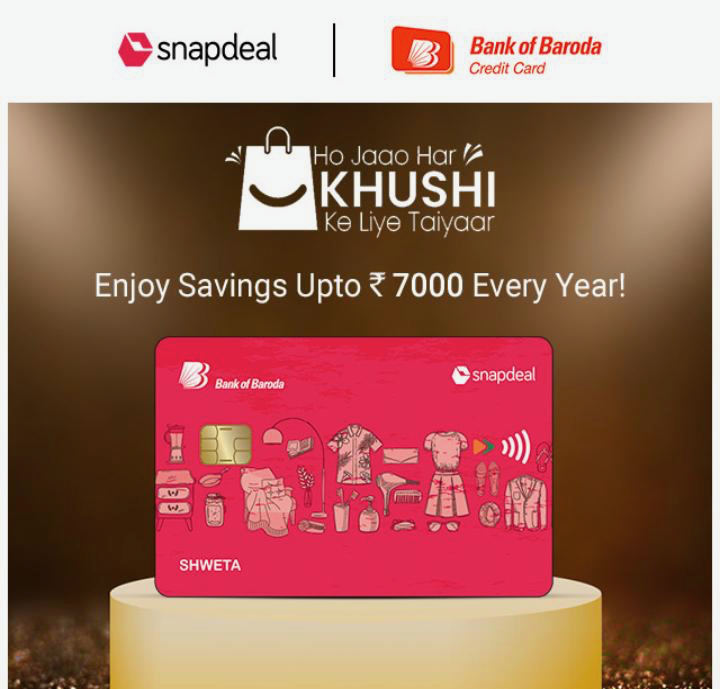 snapdeal
Bank of Baroda
Credit Card
Ho Jaao Har
KHUSHI
Ke Liye Taiyaar
Enjoy Savings Upto ₹ 7000 Every Year!
Bank of Baroda
snapdeal
SHWETA